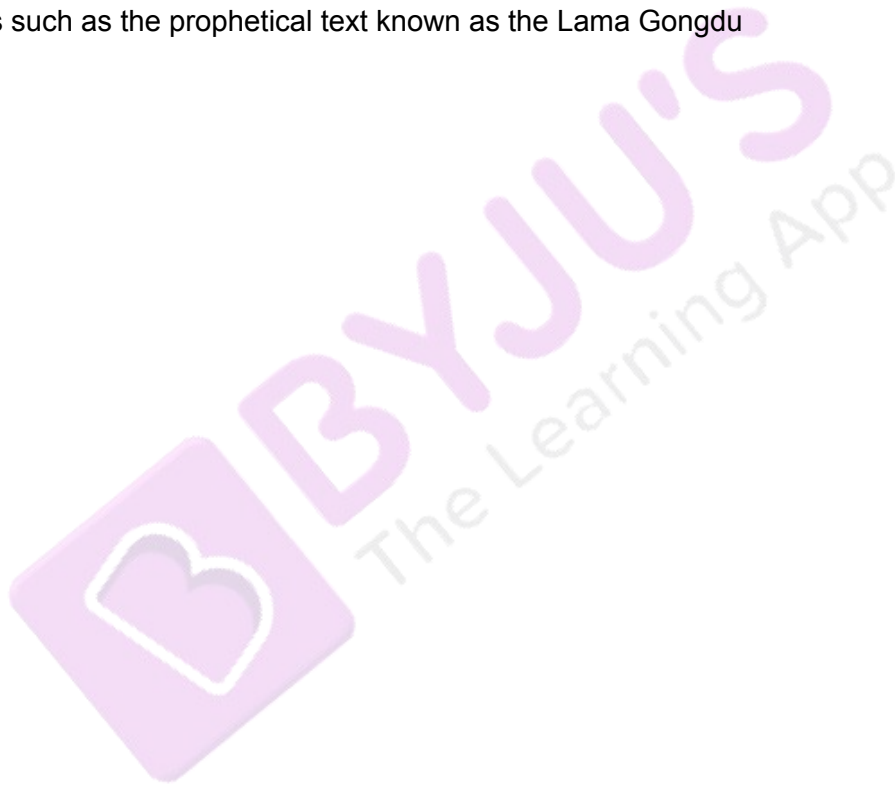 s such as the prophetical text known as the Lama Gongdu
BYJU'S
The Learning App